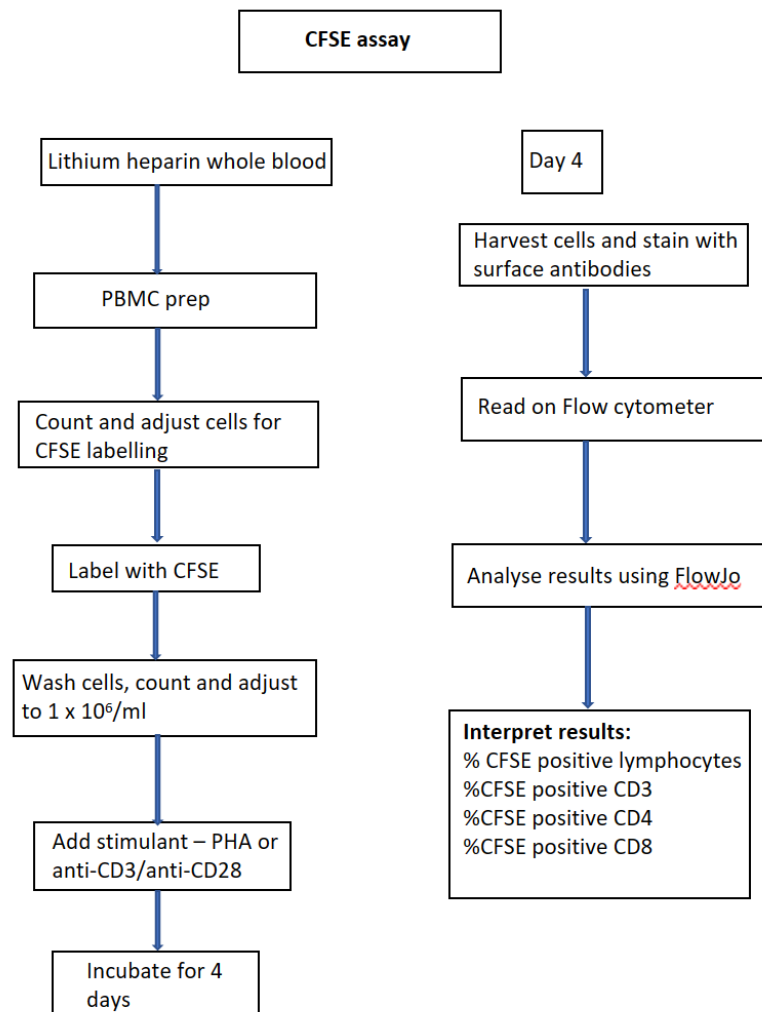 CFSE assay
Lithium heparin whole blood
PBMC prep
Count and adjust cells for
CFSE labelling
Label with CFSE
Wash cells, count and adjust
to 1 x 10⁶/ml
Add stimulant – PHA or
anti-CD3/anti-CD28
Incubate for 4
days
Day 4
Harvest cells and stain with
surface antibodies
Read on Flow cytometer
Analyse results using FlowJo
Interpret results:
% CFSE positive lymphocytes
%CFSE positive CD3
%CFSE positive CD4
%CFSE positive CD8